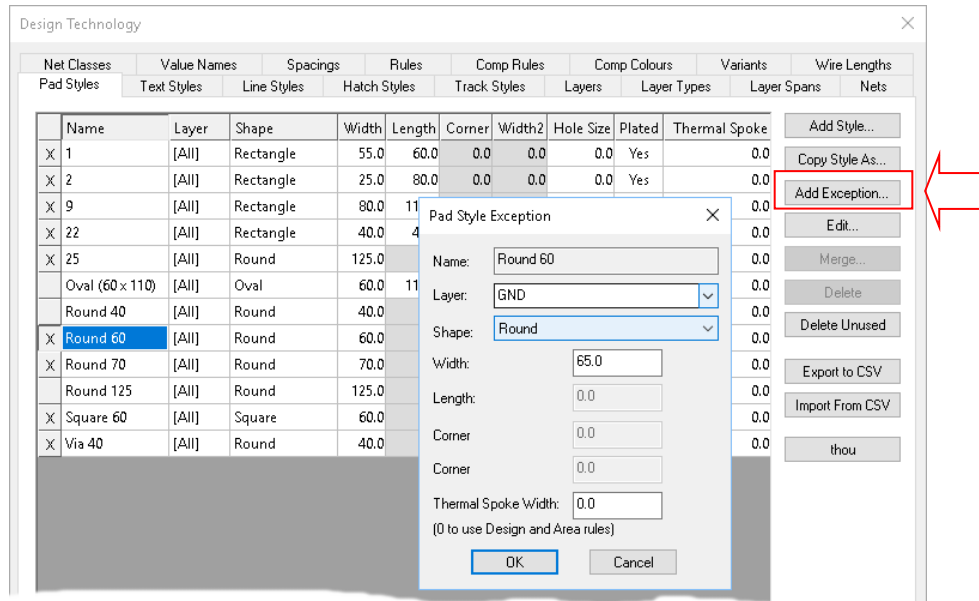 Design Technology
Net Classes Value Names Spacings Rules Comp Rules Comp Colours Variants Wire Lengths
Pad Styles Text Styles Line Styles Hatch Styles Track Styles Layers Layer Types Layer Spans Nets
Name Layer Shape Width Length Corner Width2 Hole Size Plated Thermal Spoke
X 1 [All] Rectangle 55.0 60.0 0.0 0.0 0.0 Yes 0.0
X 2 [All] Rectangle 25.0 80.0 0.0 0.0 0.0 Yes 0.0
X 9 [All] Rectangle 80.0 11 0.0
X 22 [All] Rectangle 40.0 4 0.0
X 25 [All] Round 125.0 0.0
Oval (60 x 110) [All] Oval 60.0 11 0.0
Round 40 [All] Round 40.0 0.0
X Round 60 [All] Round 60.0 0.0
X Round 70 [All] Round 70.0 0.0
Round 125 [All] Round 125.0 0.0
X Square 60 [All] Square 60.0 0.0
X Via 40 [All] Round 40.0 0.0
Add Style...
Copy Style As...
Add Exception...
Edit...
Merge...
Delete
Delete Unused
Export to CSV
Import From CSV
thou
Pad Style Exception
Name: Round 60
Layer: GND
Shape: Round
Width: 65.0
Length: 0.0
Corner 0.0
Corner 0.0
Thermal Spoke Width: 0.0
(0 to use Design and Area rules)
OK Cancel